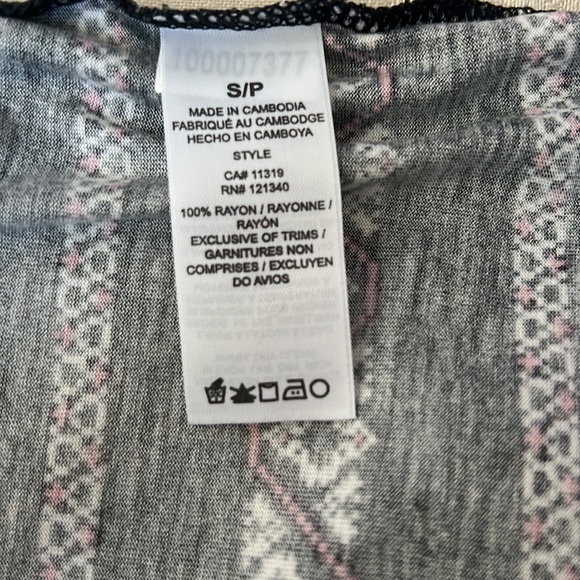 100007377
S/P
MADE IN CAMBODIA
FABRIQUÉ AU CAMBODGE
HECHO EN CAMBOYA
STYLE
CA# 11319
RN# 121340
100% RAYON / RAYONNE /
RAYÓN
EXCLUSIVE OF TRIMS /
GARNITURES NON
COMPRISES / EXCLUYEN
DO AVIOS